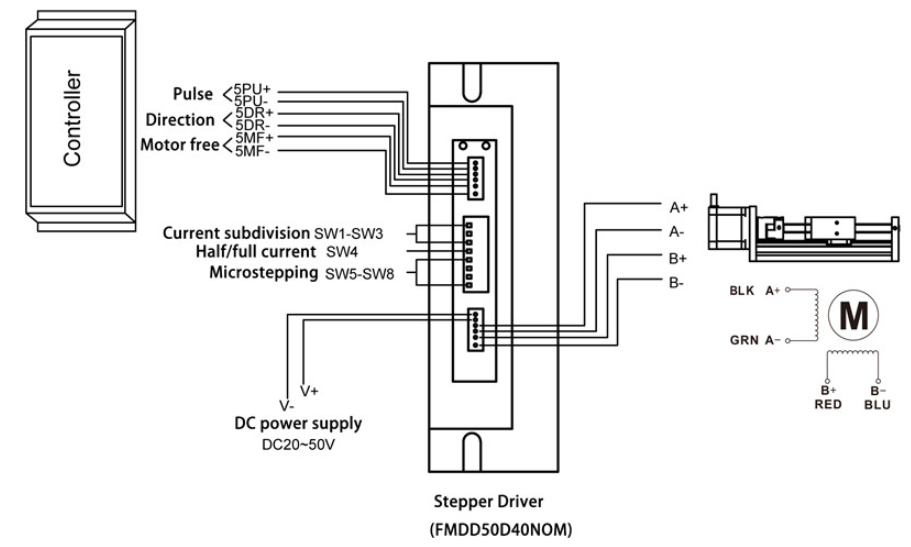 Controller
Pulse 5PU+
5PU-
Direction 5DR+
5DR-
Motor free 5MF+
5MF-
Current subdivision SW1-SW3
Half/full current SW4
Microstepping SW5-SW8
V+
V-
DC power supply
DC20~50V
A+
A-
B+
B-
BLK A+
GRN A-
M
B+ B-
RED BLU
Stepper Driver
(FMDD50D40NOM)